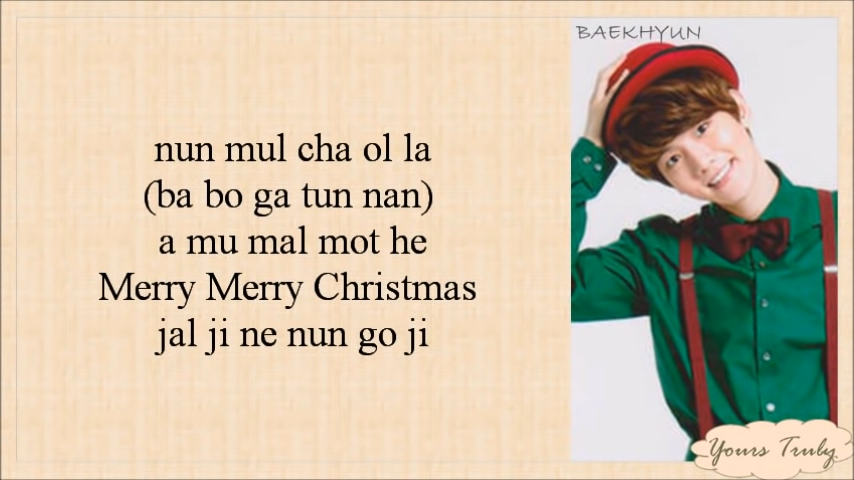 BAEKHYUN
nun mul cha ol la
(ba bo ga tun nan)
a mu mal mot he
Merry Merry Christmas
jal ji ne nun go ji
Yours Truly